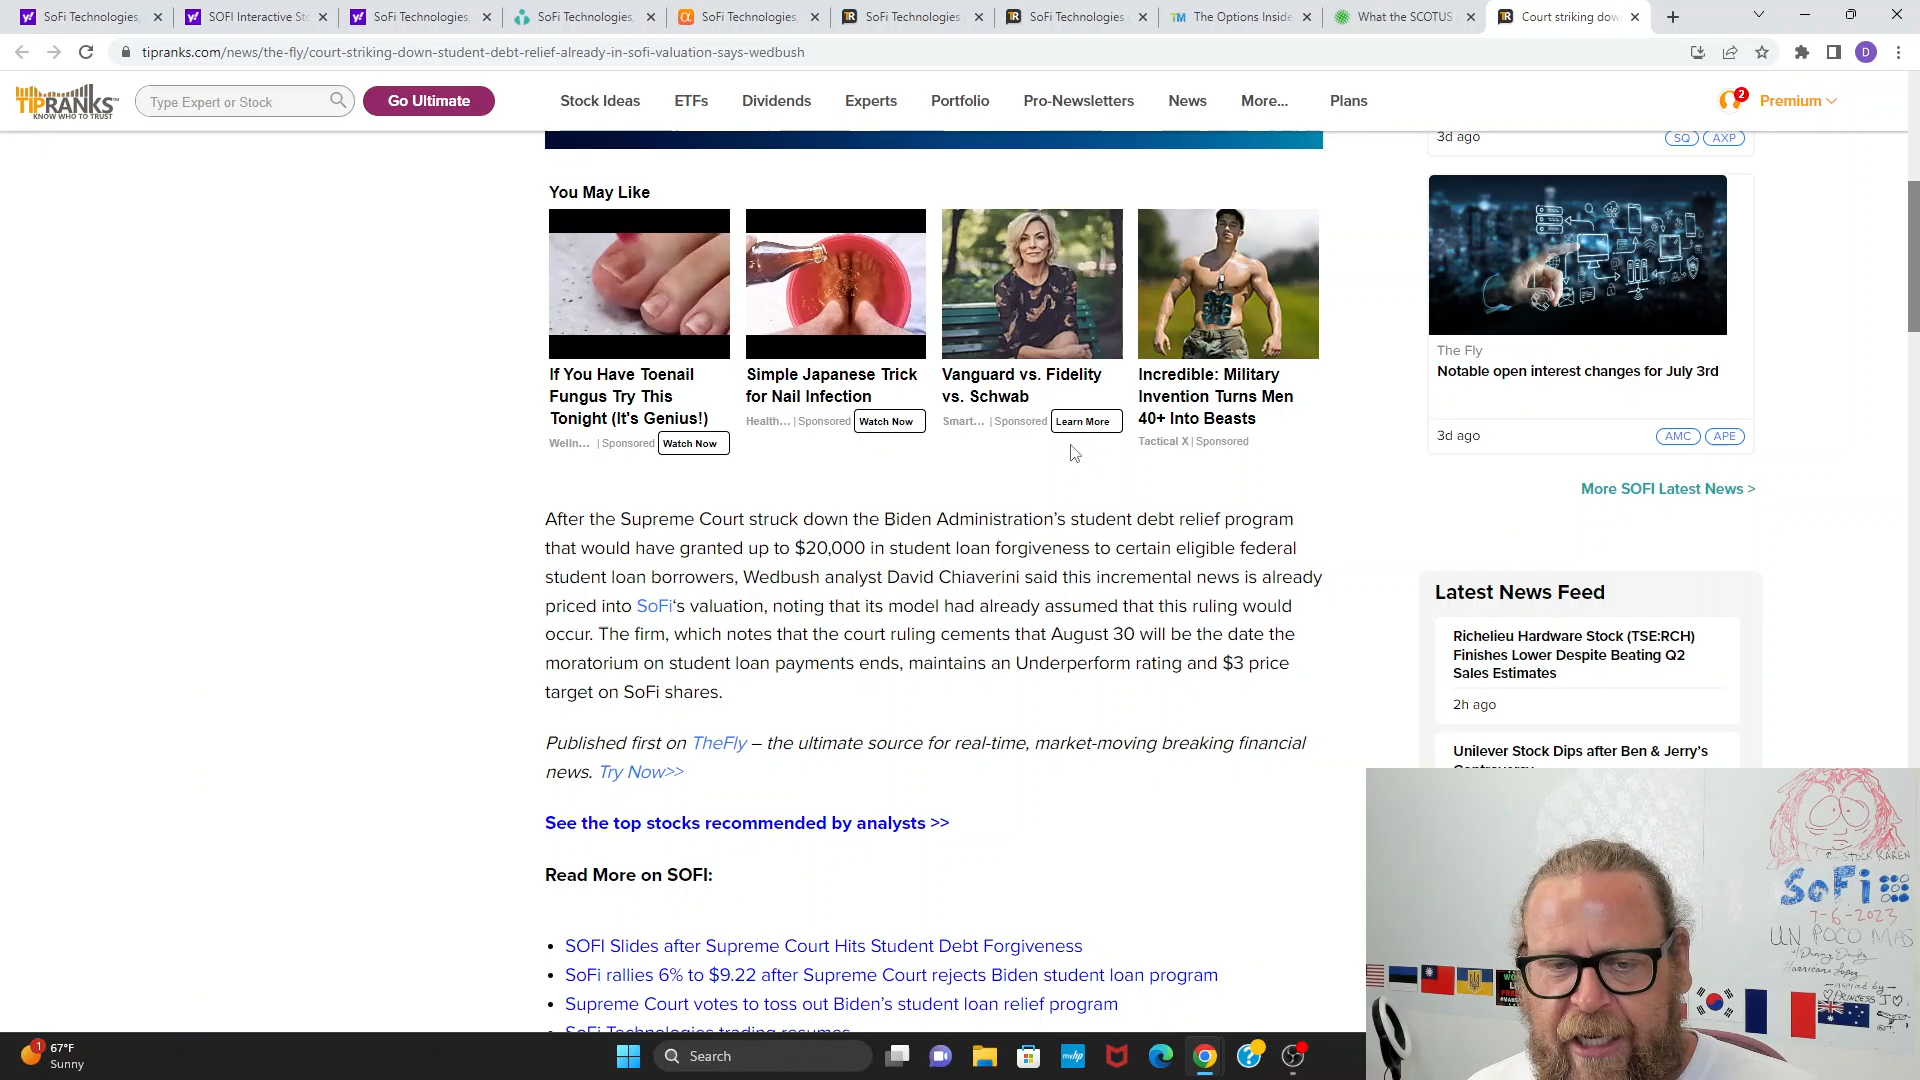 SoFi Technologies,
SOFI Interactive Sto
SoFi Technologies,
SoFi Technologies,
SoFi Technologies,
SoFi Technologies
SoFi Technologies
The Options Inside
What the SCOTUS
Court striking dow
tipranks.com/news/the-fly/court-striking-down-student-debt-relief-already-in-sofi-valuation-says-wedbush
D
TIPRANKS
KNOW WHO TO TRUST
Type Expert or Stock
Go Ultimate
Stock Ideas
ETFs
Dividends
Experts
Portfolio
Pro-Newsletters
News
More...
Plans
2
Premium
3d ago
SQ
AXP
You May Like
If You Have Toenail
Fungus Try This
Tonight (It's Genius!)
Welln... | Sponsored
Watch Now
Simple Japanese Trick
for Nail Infection
Health... | Sponsored
Watch Now
Vanguard vs. Fidelity
vs. Schwab
Smart... | Sponsored
Learn More
Incredible: Military
Invention Turns Men
40+ Into Beasts
Tactical X | Sponsored
The Fly
Notable open interest changes for July 3rd
3d ago
AMC
APE
More SOFI Latest News >
After the Supreme Court struck down the Biden Administration's student debt relief program
that would have granted up to $20,000 in student loan forgiveness to certain eligible federal
student loan borrowers, Wedbush analyst David Chiaverini said this incremental news is already
priced into SoFi's valuation, noting that its model had already assumed that this ruling would
occur. The firm, which notes that the court ruling cements that August 30 will be the date the
moratorium on student loan payments ends, maintains an Underperform rating and $3 price
target on SoFi shares.
Published first on TheFly – the ultimate source for real-time, market-moving breaking financial
news. Try Now>>
See the top stocks recommended by analysts >>
Read More on SOFI:
• SOFI Slides after Supreme Court Hits Student Debt Forgiveness
• SoFi rallies 6% to $9.22 after Supreme Court rejects Biden student loan program
• Supreme Court votes to toss out Biden's student loan relief program
• SoFi Technologies trading resumes
Latest News Feed
Richelieu Hardware Stock (TSE:RCH)
Finishes Lower Despite Beating Q2
Sales Estimates
2h ago
Unilever Stock Dips after Ben & Jerry's
Controversy
STOCK KAREN
SoFi
7-6-2023
UN POCO MAS
inspired by
PRINCESS J
1
67°F
Sunny
Search
myhp